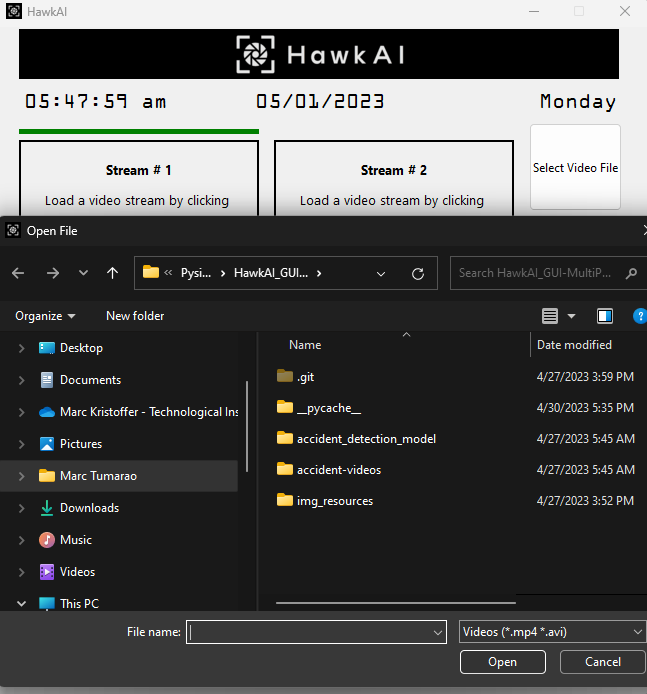 HawkAI
HawkAI
05:47:59 am 05/01/2023 Monday
Stream # 1
Load a video stream by clicking
Stream # 2
Load a video stream by clicking
Select Video File
Open File
« Pysi... › HawkAI_GUI... ›
Search HawkAI_GUI-MultiP...
Organize New folder
Desktop
Documents
Marc Kristoffer - Technological Ins
Pictures
Marc Tumarao
Downloads
Music
Videos
This PC
Name Date modified
.git 4/27/2023 3:59 PM
__pycache__ 4/30/2023 5:35 PM
accident_detection_model 4/27/2023 5:45 AM
accident-videos 4/27/2023 5:45 AM
img_resources 4/27/2023 3:52 PM
File name: Videos (*.mp4 *.avi)
Open Cancel